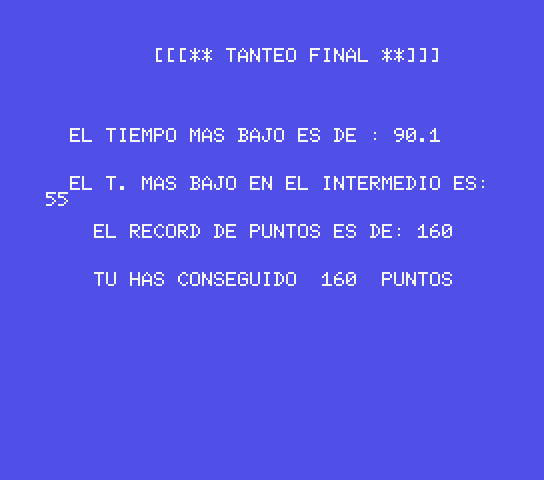 [[[** TANTEO FINAL **]]]
EL TIEMPO MAS BAJO ES DE : 90.1
EL T. MAS BAJO EN EL INTERMEDIO ES:
55
EL RECORD DE PUNTOS ES DE: 160
TU HAS CONSEGUIDO  160  PUNTOS